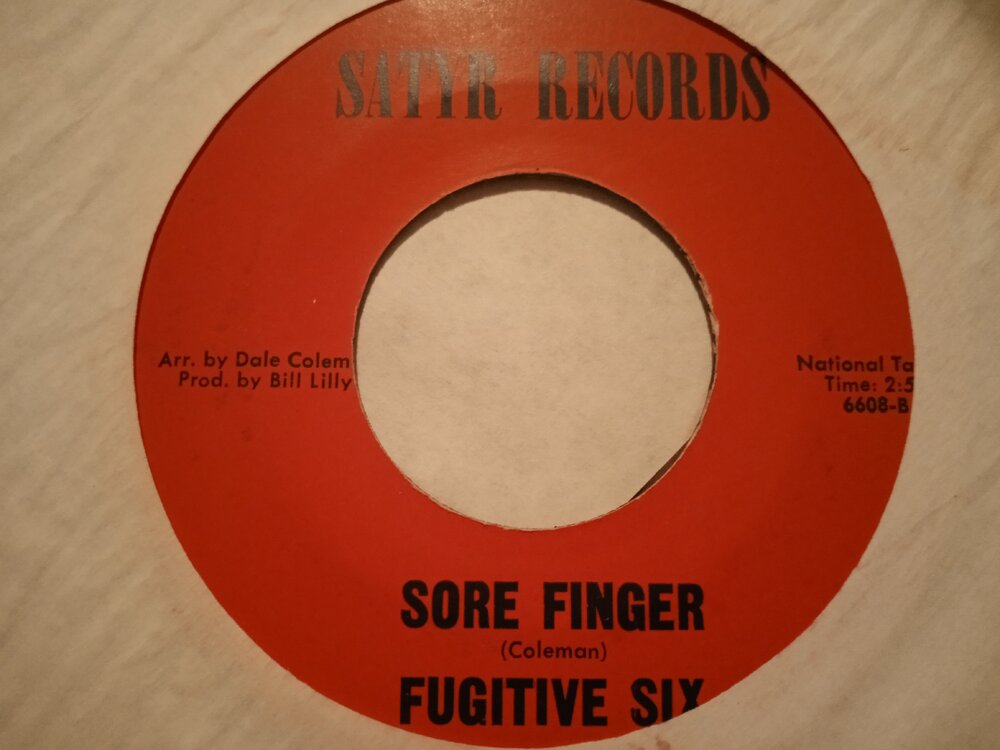 SATYR RECORDS
Arr. by Dale Colem
Prod. by Bill Lilly
National Ta
Time: 2:5
6608-B
SORE FINGER
(Coleman)
FUGITIVE SIX